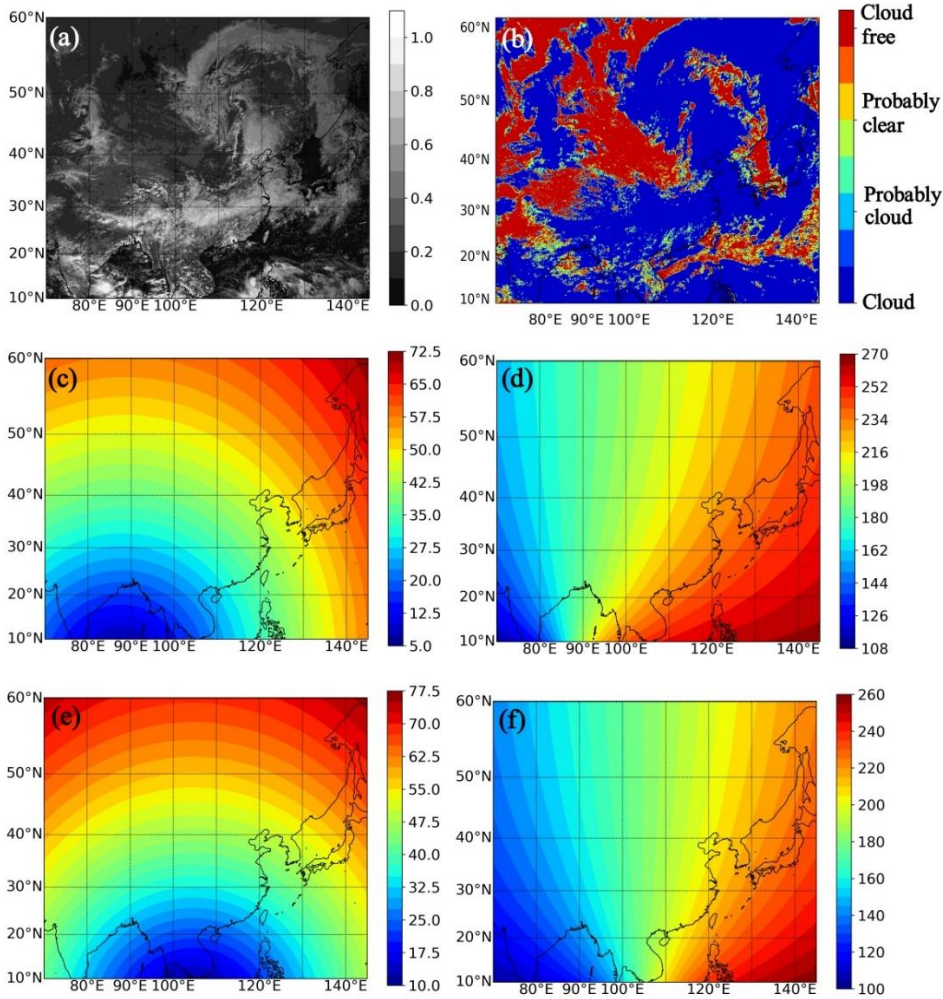 (a)
60°N
50°N
40°N
30°N
20°N
10°N
80°E 90°E 100°E 120°E 140°E
1.0
0.8
0.6
0.4
0.2
0.0
(b)
60°N
50°N
40°N
30°N
20°N
10°N
80°E 90°E 100°E 120°E 140°E
Cloud
free
Probably
clear
Probably
cloud
Cloud
(c)
60°N
50°N
40°N
30°N
20°N
10°N
80°E 90°E 100°E 120°E 140°E
72.5
65.0
57.5
50.0
42.5
35.0
27.5
20.0
12.5
5.0
(d)
60°N
50°N
40°N
30°N
20°N
10°N
80°E 90°E 100°E 120°E 140°E
270
252
234
216
198
180
162
144
126
108
(e)
60°N
50°N
40°N
30°N
20°N
10°N
80°E 90°E 100°E 120°E 140°E
77.5
70.0
62.5
55.0
47.5
40.0
32.5
25.0
17.5
10.0
(f)
60°N
50°N
40°N
30°N
20°N
10°N
80°E 90°E 100°E 120°E 140°E
260
240
220
200
180
160
140
120
100